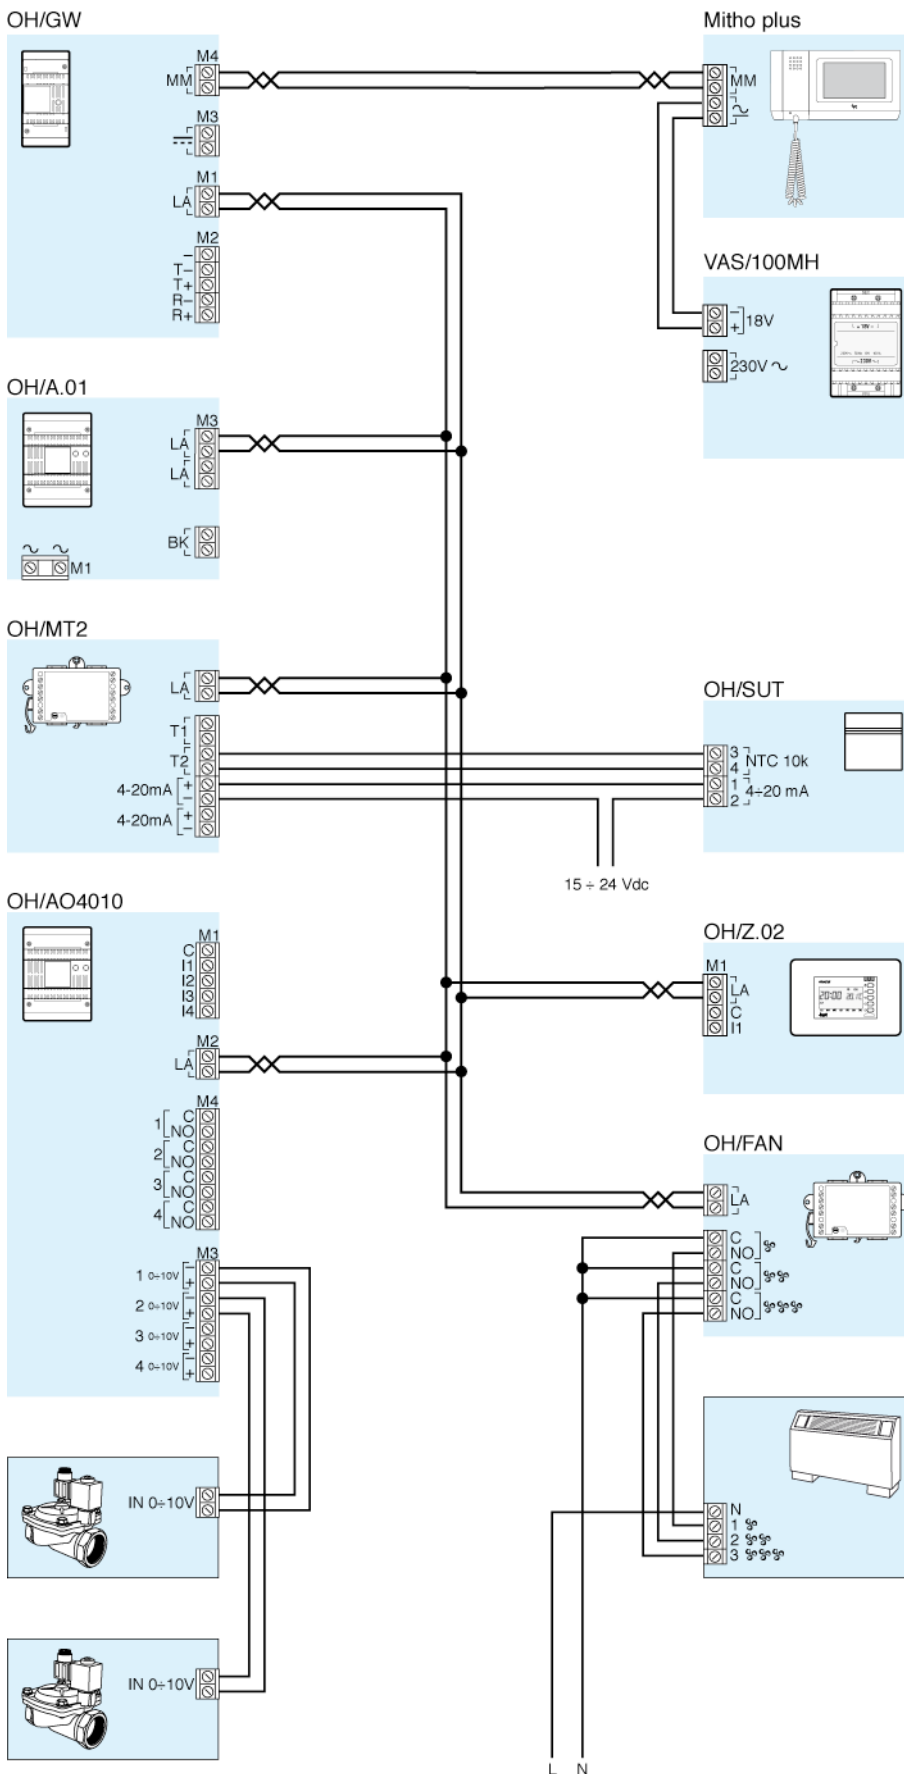 OH/GW
M4
MM
M3
M1
LA
M2
–
T–
T+
R–
R+
Mitho plus
MM
VAS/100MH
–
+
18V
230V ~
OH/A.01
M3
LA
LA
BK
~ ~
M1
OH/MT2
LA
T1
T2
4-20mA + –
4-20mA + –
OH/SUT
3
4
NTC 10k
1
2
4÷20 mA
15 ÷ 24 Vdc
OH/AO4010
M1
C
I1
I2
I3
I4
M2
LA
M4
1 C
NO
2 C
NO
3 C
NO
4 C
NO
M3
1 0÷10V – +
2 0÷10V – +
3 0÷10V – +
4 0÷10V – +
OH/Z.02
M1
LA
C
I1
20:00
OH/FAN
LA
C
NO
C
NO
C
NO
N
1
2
3
IN 0÷10V
IN 0÷10V
L N